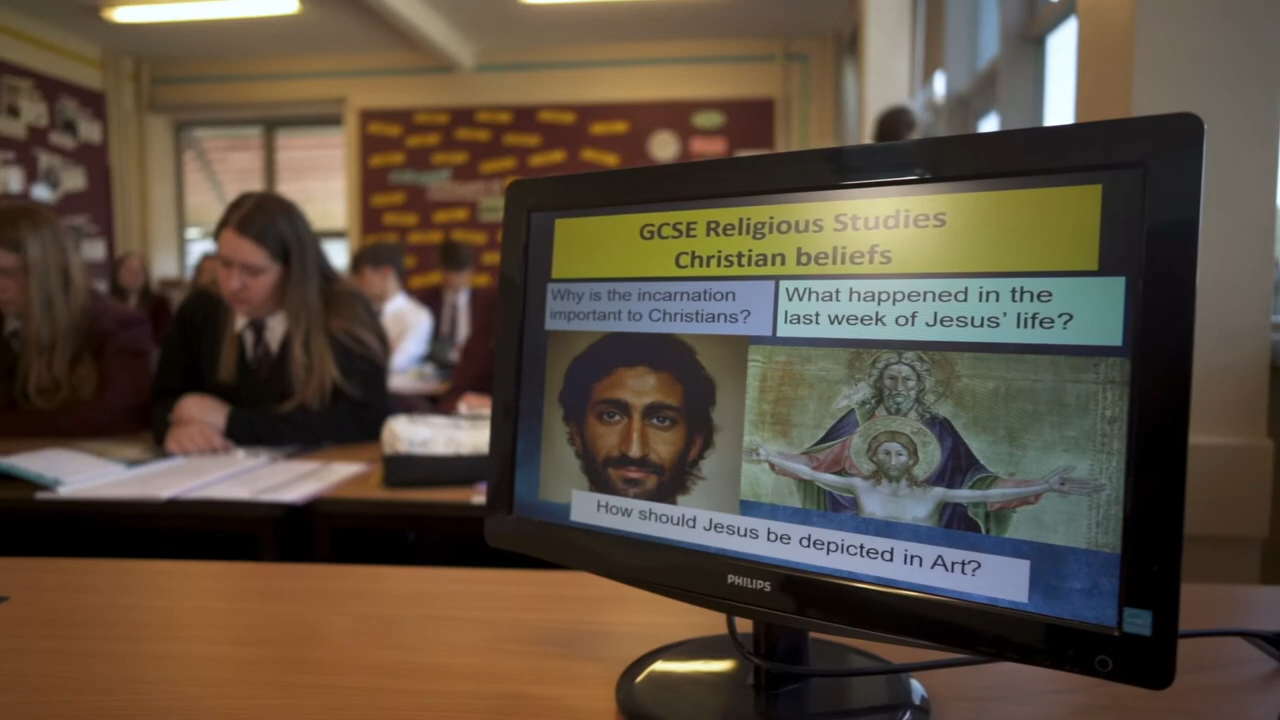 GCSE Religious Studies
Christian beliefs
Why is the incarnation
important to Christians?
What happened in the
last week of Jesus’ life?
How should Jesus be depicted in Art?
PHILIPS